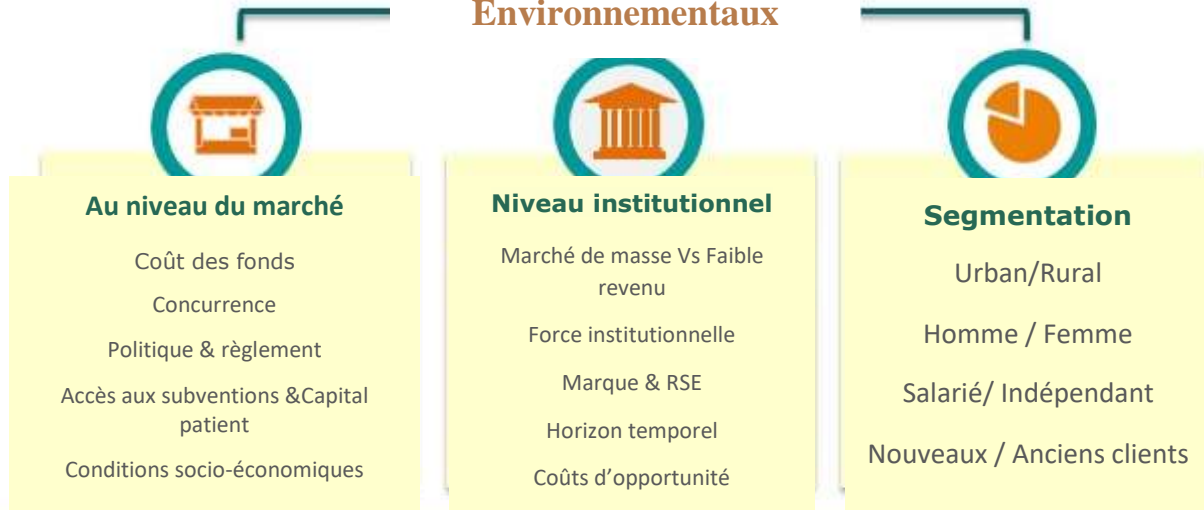 Environnementaux
Au niveau du marché
Coût des fonds
Concurrence
Politique & règlement
Accès aux subventions &Capital
patient
Conditions socio-économiques
Niveau institutionnel
Marché de masse Vs Faible
revenu
Force institutionnelle
Marque & RSE
Horizon temporel
Coûts d’opportunité
Segmentation
Urban/Rural
Homme / Femme
Salarié/ Indépendant
Nouveaux / Anciens clients